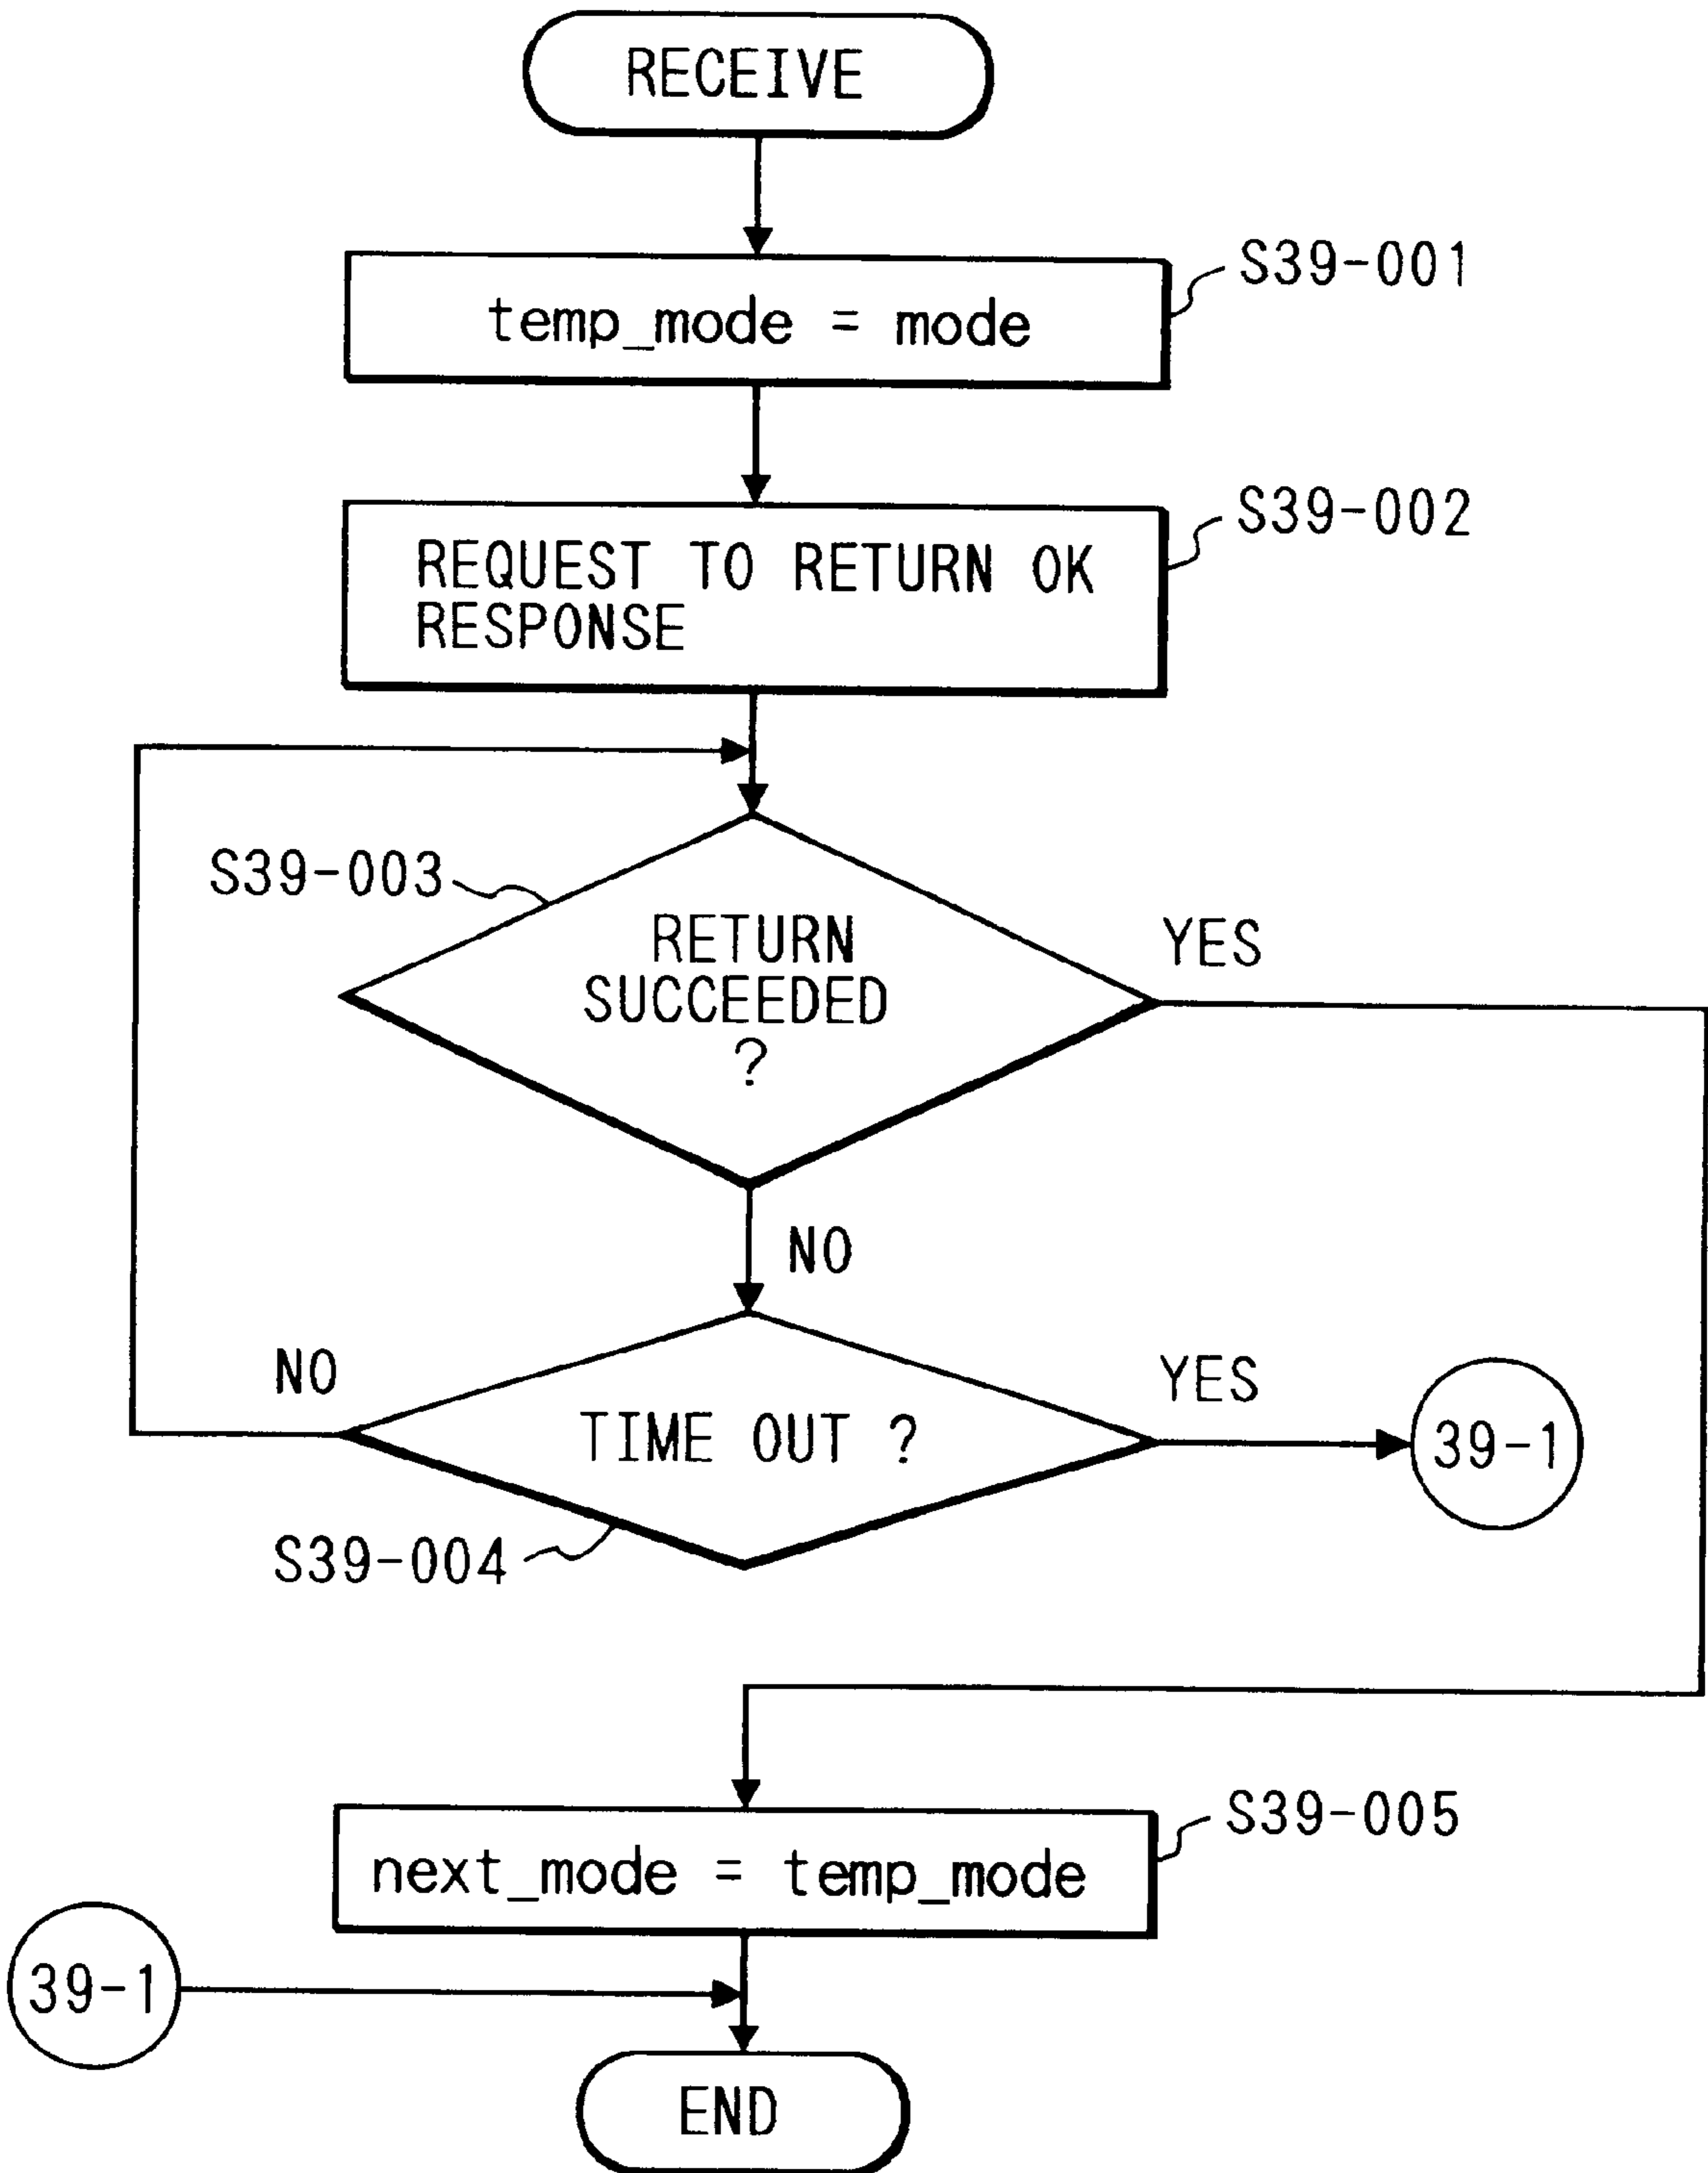 RECEIVE
S39-001
temp_mode = mode
S39-002
REQUEST TO RETURN OK
RESPONSE
S39-003
RETURN
SUCCEEDED
?
YES
NO
NO
YES
TIME OUT ?
39-1
S39-004
S39-005
next_mode = temp_mode
39-1
END